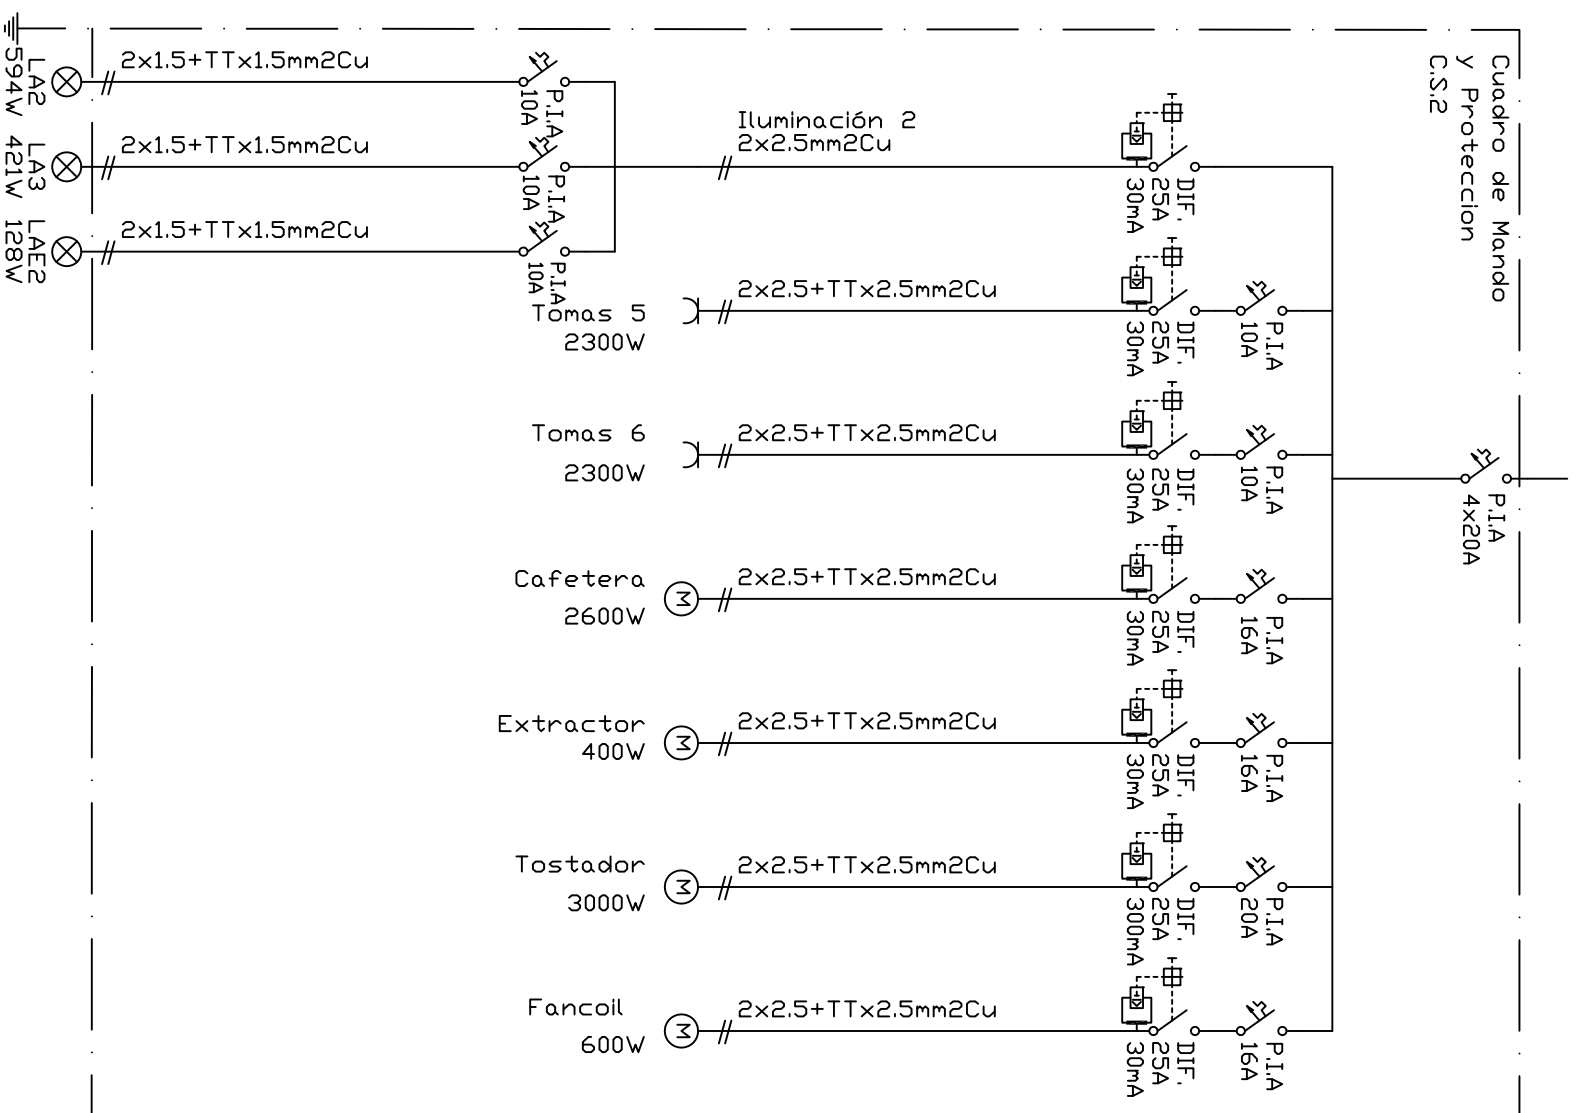 Cuadro de Mando
y Proteccion
C.S.2
P.I.A
4x20A
2x1.5+TTx1.5mm2Cu
P.I.A
10A
LA2
594W
2x1.5+TTx1.5mm2Cu
P.I.A
10A
LA3
421W
2x1.5+TTx1.5mm2Cu
P.I.A
10A
LAE2
128W
Iluminación 2
2x2.5mm2Cu
DIF.
25A
30mA
Tomas 5
2300W
2x2.5+TTx2.5mm2Cu
DIF.
25A
30mA
P.I.A
10A
Tomas 6
2300W
2x2.5+TTx2.5mm2Cu
DIF.
25A
30mA
P.I.A
10A
Cafetera
2600W
M
2x2.5+TTx2.5mm2Cu
DIF.
25A
30mA
P.I.A
16A
Extractor
400W
M
2x2.5+TTx2.5mm2Cu
DIF.
25A
30mA
P.I.A
16A
Tostador
3000W
M
2x2.5+TTx2.5mm2Cu
DIF.
25A
300mA
P.I.A
20A
Fancoil
600W
M
2x2.5+TTx2.5mm2Cu
DIF.
25A
30mA
P.I.A
16A